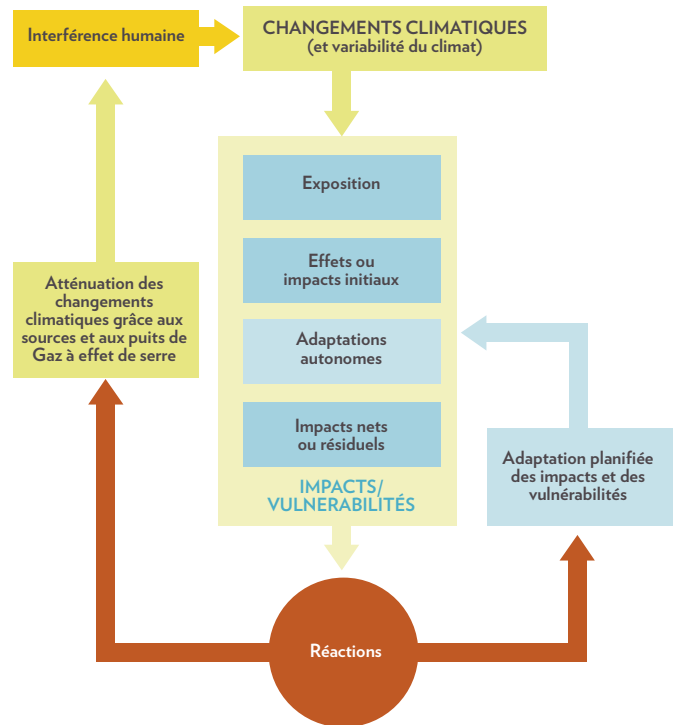 Interférence humaine
CHANGEMENTS CLIMATIQUES
(et variabilité du climat)
Exposition
Effets ou
impacts initiaux
Atténuation des
changements
climatiques grâce aux
sources et aux puits de
Gaz à effet de serre
Adaptations
autonomes
Impacts nets
ou résiduels
IMPACTS/
VULNÉRABILITÉS
Adaptation planifiée
des impacts et des
vulnérabilités
Réactions